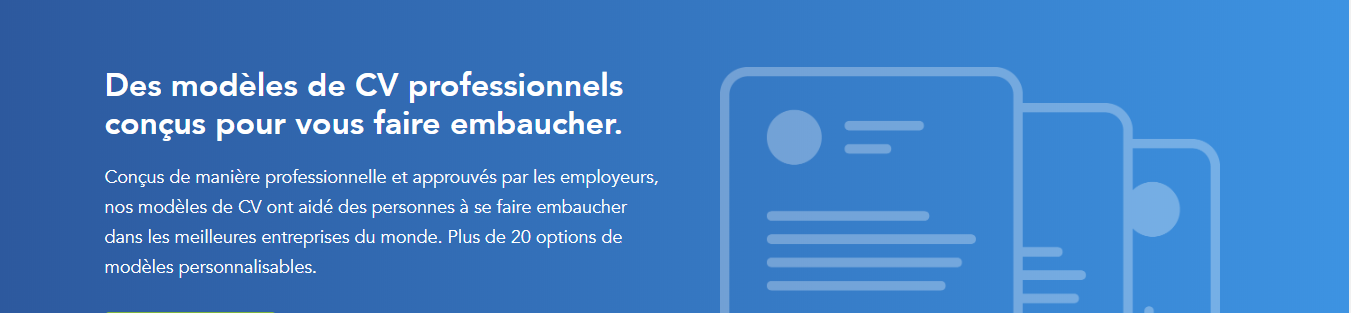 Des modèles de CV professionnels
conçus pour vous faire embaucher.
Conçus de manière professionnelle et approuvés par les employeurs,
nos modèles de CV ont aidé des personnes à se faire embaucher
dans les meilleures entreprises du monde. Plus de 20 options de
modèles personnalisables.